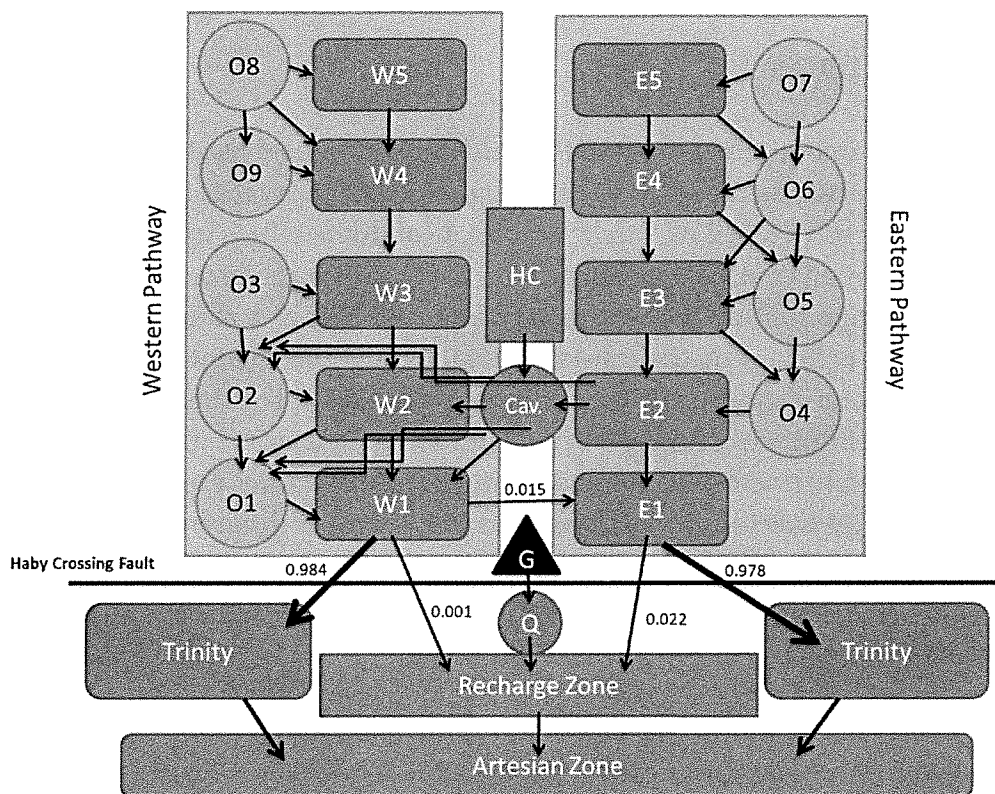 O8
W5
E5
O7
O9
W4
E4
O6
Western Pathway
Eastern Pathway
O3
W3
HC
E3
O5
O2
W2
Cav.
E2
O4
O1
W1
0.015
E1
Haby Crossing Fault
0.984
G
0.978
0.001
Q
0.022
Trinity
Trinity
Recharge Zone
Artesian Zone